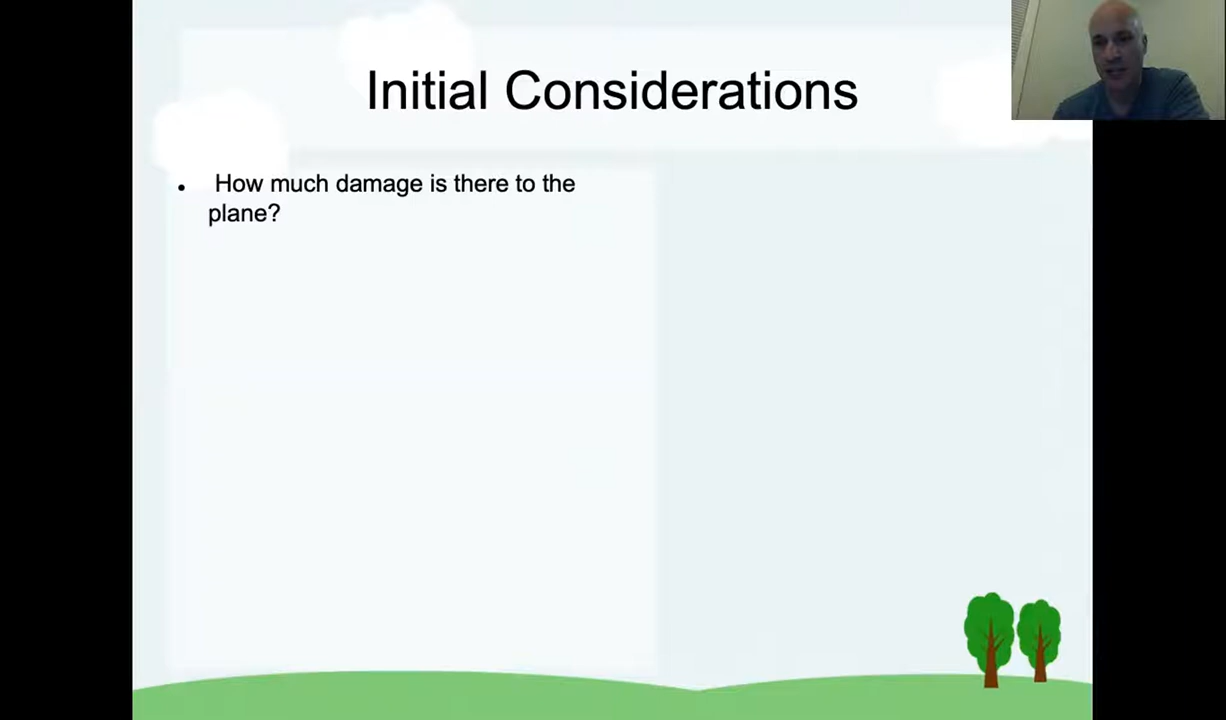 Initial Considerations
• How much damage is there to the
plane?